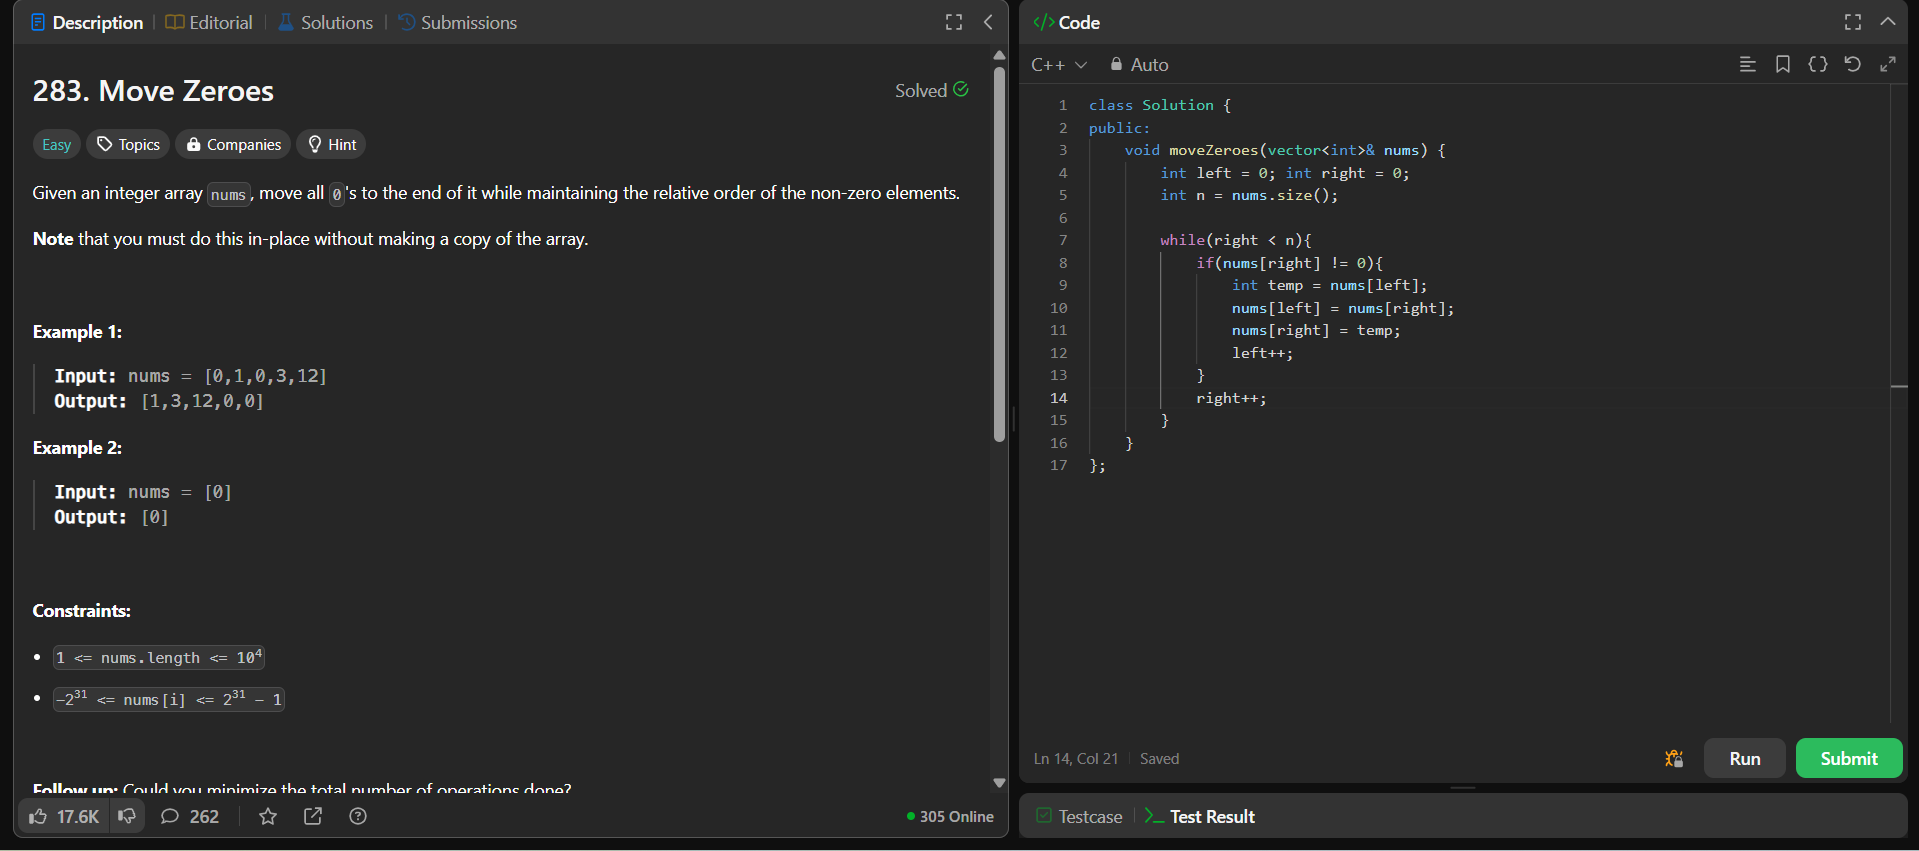 Description | Editorial | Solutions | Submissions
283. Move Zeroes
Solved
Easy Topics Companies Hint
Given an integer array nums, move all 0's to the end of it while maintaining the relative order of the non-zero elements.
Note that you must do this in-place without making a copy of the array.
Example 1:
Input: nums = [0,1,0,3,12]
Output: [1,3,12,0,0]
Example 2:
Input: nums = [0]
Output: [0]
Constraints:
• 1 <= nums.length <= 10⁴
• -2³¹ <= nums[i] <= 2³¹ - 1
Follow up: Could you minimize the total number of operations done?
17.6K 262 305 Online
</> Code
C++ Auto
1 class Solution {
2 public:
3     void moveZeroes(vector<int>& nums) {
4         int left = 0; int right = 0;
5         int n = nums.size();
6
7         while(right < n){
8             if(nums[right] != 0){
9                 int temp = nums[left];
10                 nums[left] = nums[right];
11                 nums[right] = temp;
12                 left++;
13             }
14             right++;
15         }
16     }
17 };
Ln 14, Col 21 | Saved
Run Submit
Testcase | Test Result